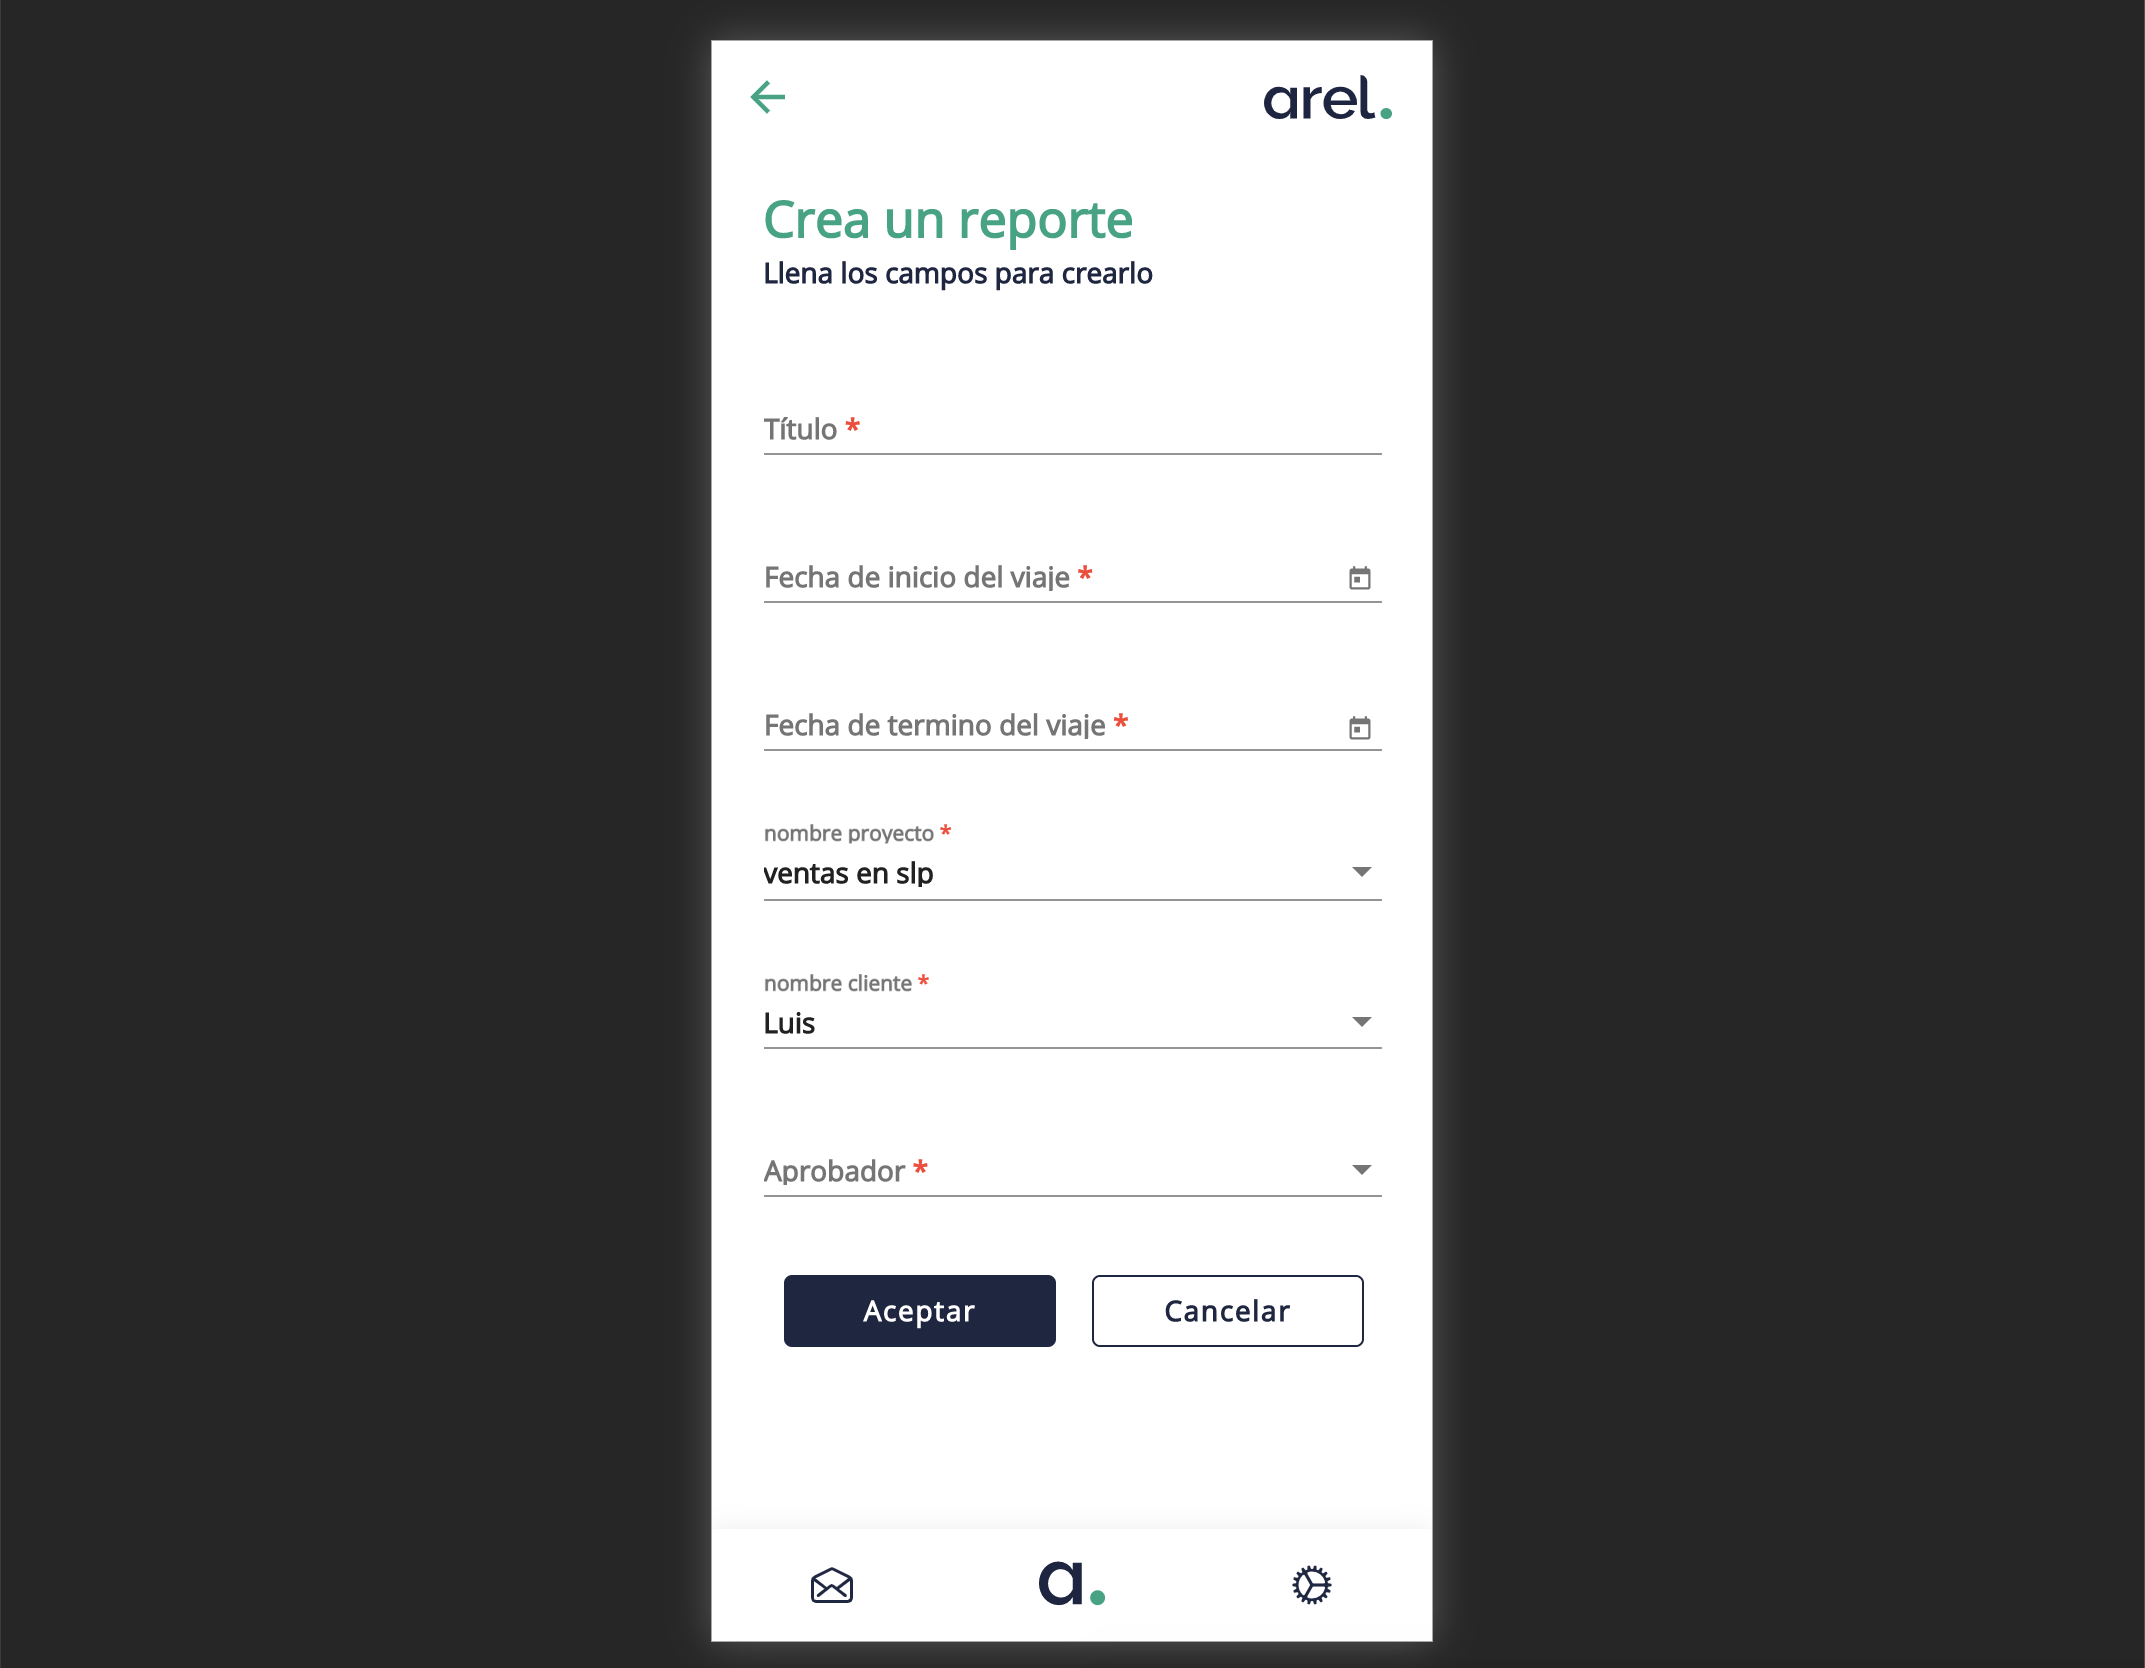 arel.
Crea un reporte
Llena los campos para crearlo
Título *
Fecha de inicio del viaje *
Fecha de termino del viaje *
nombre proyecto *
ventas en slp
nombre cliente *
Luis
Aprobador *
Aceptar Cancelar
a.